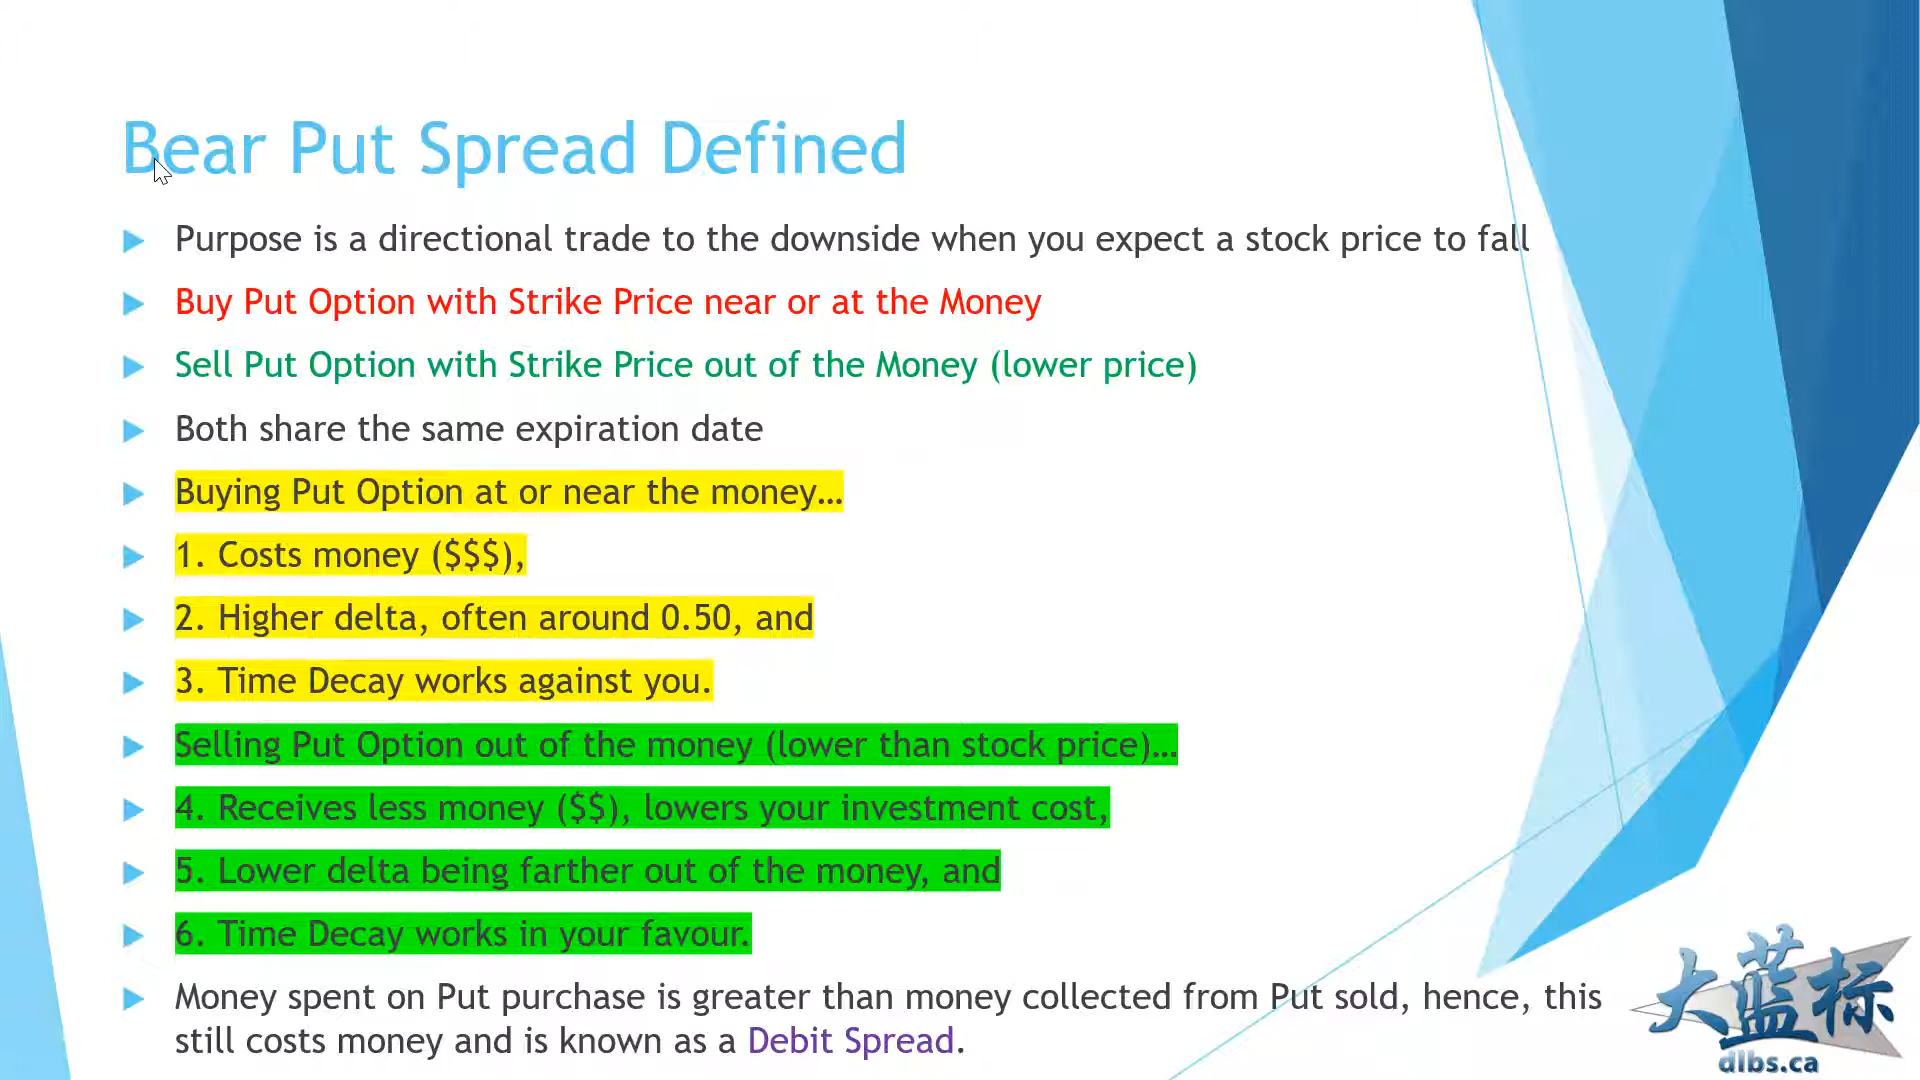 Bear Put Spread Defined
Purpose is a directional trade to the downside when you expect a stock price to fall
Buy Put Option with Strike Price near or at the Money
Sell Put Option with Strike Price out of the Money (lower price)
Both share the same expiration date
Buying Put Option at or near the money…
1. Costs money ($$$),
2. Higher delta, often around 0.50, and
3. Time Decay works against you.
Selling Put Option out of the money (lower than stock price)…
4. Receives less money ($$), lowers your investment cost,
5. Lower delta being farther out of the money, and
6. Time Decay works in your favour.
Money spent on Put purchase is greater than money collected from Put sold, hence, this
still costs money and is known as a Debit Spread.
大蓝标
dlbs.ca